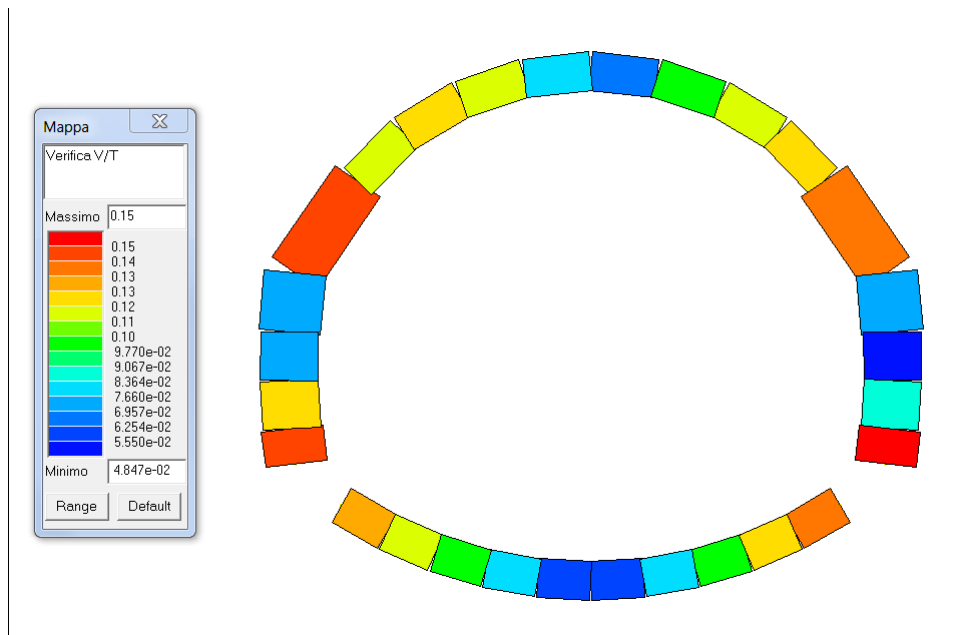 Mappa
Verifica V/T
Massimo 0.15
0.15
0.14
0.13
0.13
0.12
0.11
0.10
9.770e-02
9.067e-02
8.364e-02
7.660e-02
6.957e-02
6.254e-02
5.550e-02
Minimo 4.847e-02
Range Default